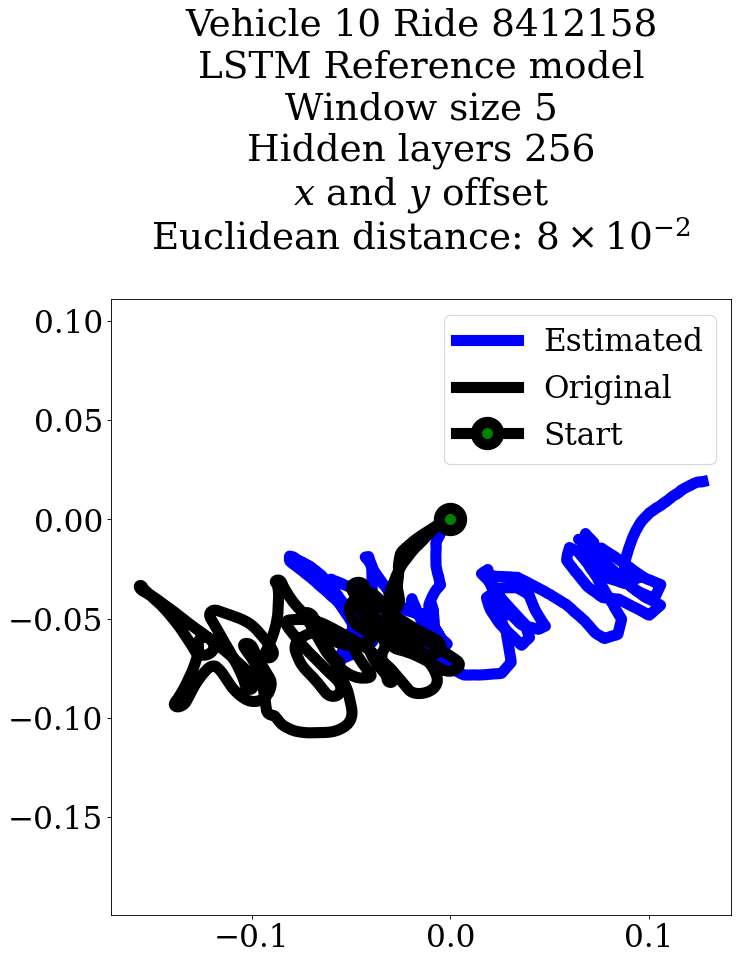 Vehicle 10 Ride 8412158
LSTM Reference model
Window size 5
Hidden layers 256
x and y offset
Euclidean distance: 8 × 10⁻²
Estimated
Original
Start
0.10
0.05
0.00
−0.05
−0.10
−0.15
−0.1
0.0
0.1